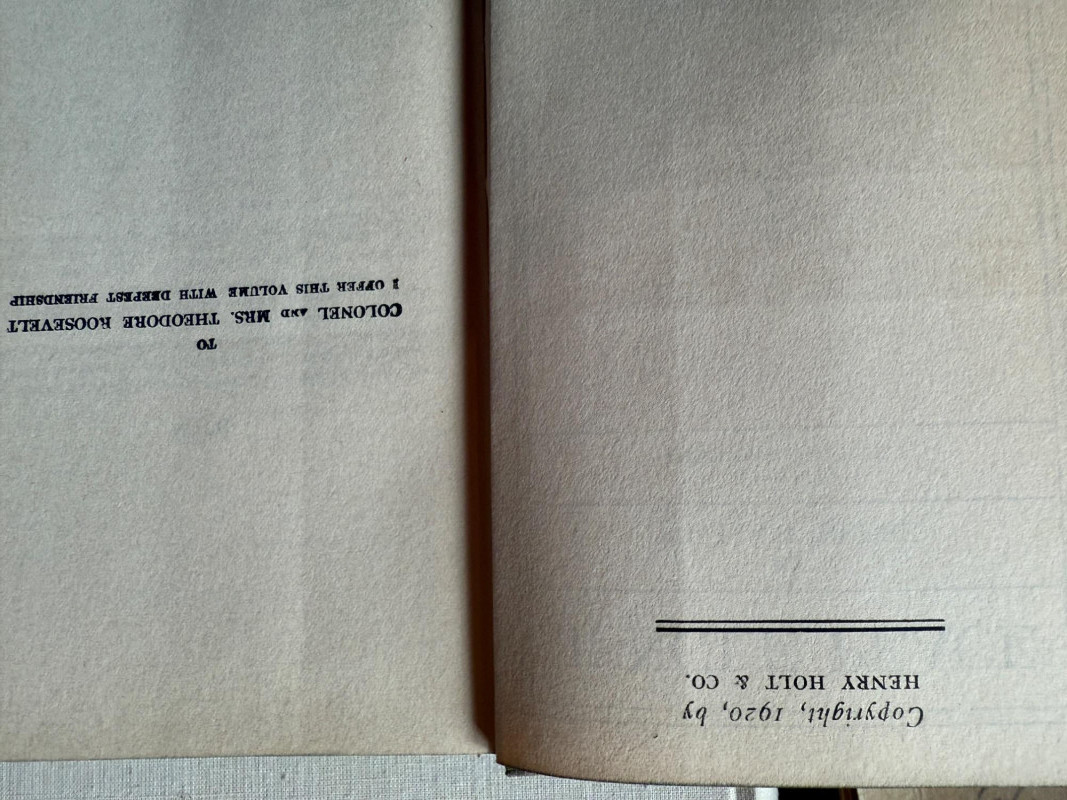 Copyright, 1920, by
HENRY HOLT & CO.
TO
COLONEL AND MRS. THEODORE ROOSEVELT
I OFFER THIS VOLUME WITH DEEPEST FRIENDSHIP